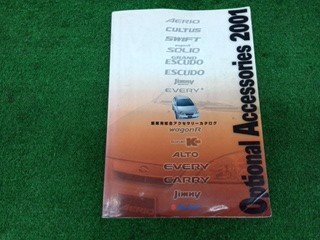 AERIO
CULTUS
SWIFT
SOLIO
GRAND
ESCUDO
ESCUDO
Jimny
EVERY+
wagonR
K
ALTO
EVERY
CARRY
Jimny
Optional Accessories 2001